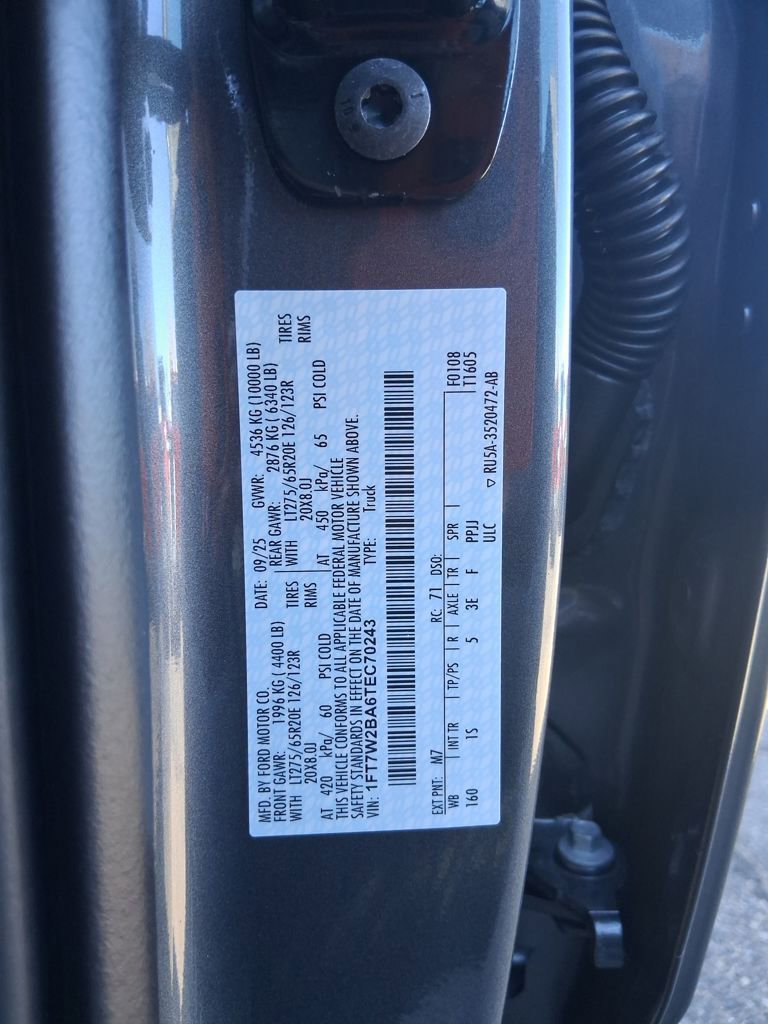 MFD. BY FORD MOTOR CO.
DATE: 09/25 GVWR: 4536 KG (10000 LB)
FRONT GAWR: 1996 KG ( 4400 LB) REAR GAWR: 2876 KG ( 6340 LB)
WITH LT275/65R20E 126/123R TIRES WITH LT275/65R20E 126/123R TIRES
20X8.0J RIMS 20X8.0J RIMS
AT 420 kPa/ 60 PSI COLD AT 450 kPa/ 65 PSI COLD
THIS VEHICLE CONFORMS TO ALL APPLICABLE FEDERAL MOTOR VEHICLE
SAFETY STANDARDS IN EFFECT ON THE DATE OF MANUFACTURE SHOWN ABOVE.
VIN: 1FT7W2BA6TEC70243 TYPE: Truck
EXT PNT: M7 RC: 71 DSO: F0108
WB INT TR TP/PS R AXLE TR SPR T1605
160 1S 5 3E F PPJJ
ULC ▽ RU5A-3520472-AB